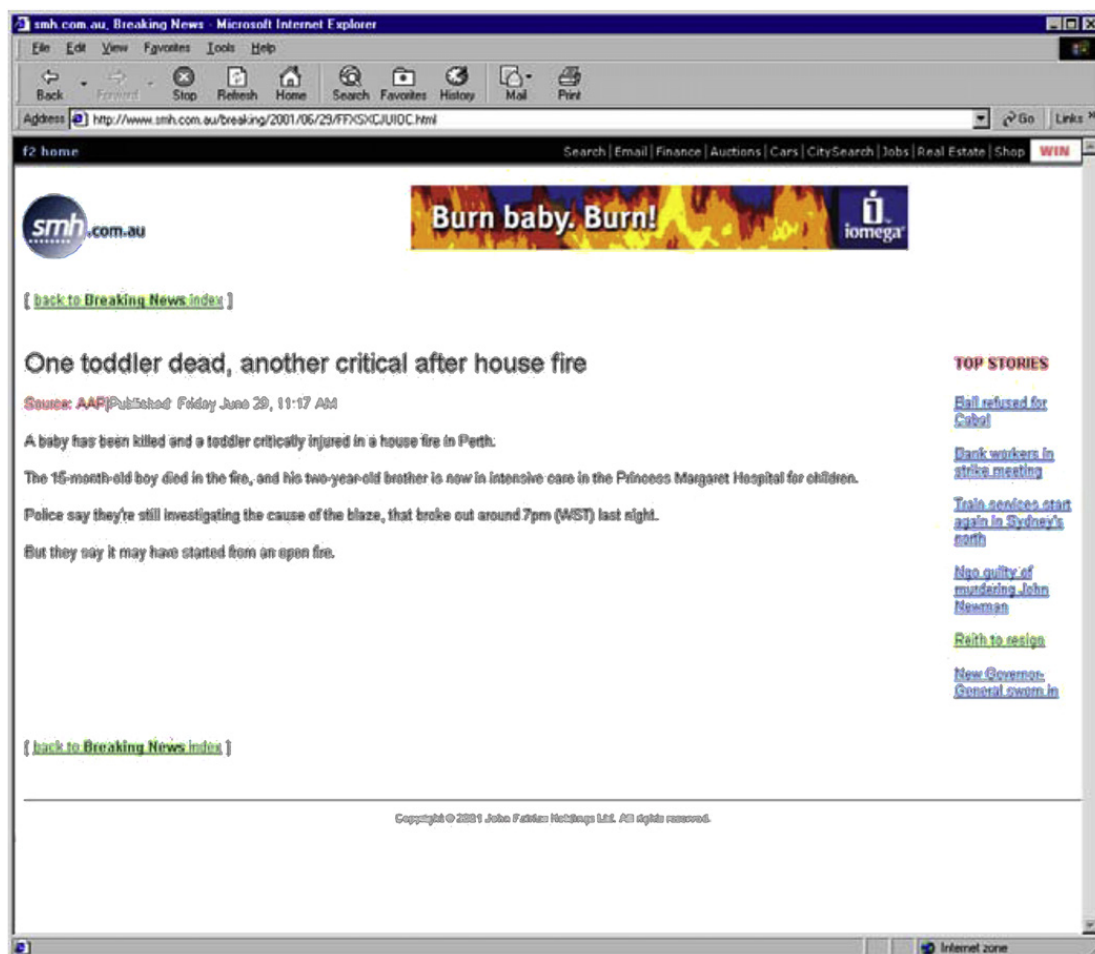 smh.com.au, Breaking News - Microsoft Internet Explorer
File Edit View Favorites Tools Help
Back Forward Stop Refresh Home Search Favorites History Mail Print
Address http://www.smh.com.au/breaking/2001/06/29/FFXSXCJUIDC.html Go Links »
f2 home Search | Email | Finance | Auctions | Cars | CitySearch | Jobs | Real Estate | Shop WIN
smh.com.au
Burn baby. Burn!
iomega
[ back to Breaking News index ]
One toddler dead, another critical after house fire
Source: AAP|Published: Friday June 29, 11:17 AM
A baby has been killed and a toddler critically injured in a house fire in Perth.
The 15-month-old boy died in the fire, and his two-year-old brother is now in intensive care in the Princess Margaret Hospital for children.
Police say they're still investigating the cause of the blaze, that broke out around 7pm (WST) last night.
But they say it may have started from an open fire.
TOP STORIES
Bail refused for
Cabal
Bank workers in
strike meeting
Train services start
again in Sydney's
north
Ngo guilty of
murdering John
Newman
Reith to resign
New Governor-
General sworn in
[ back to Breaking News index ]
Copyright © 2001 John Fairfax Holdings Ltd. All rights reserved.
Internet zone